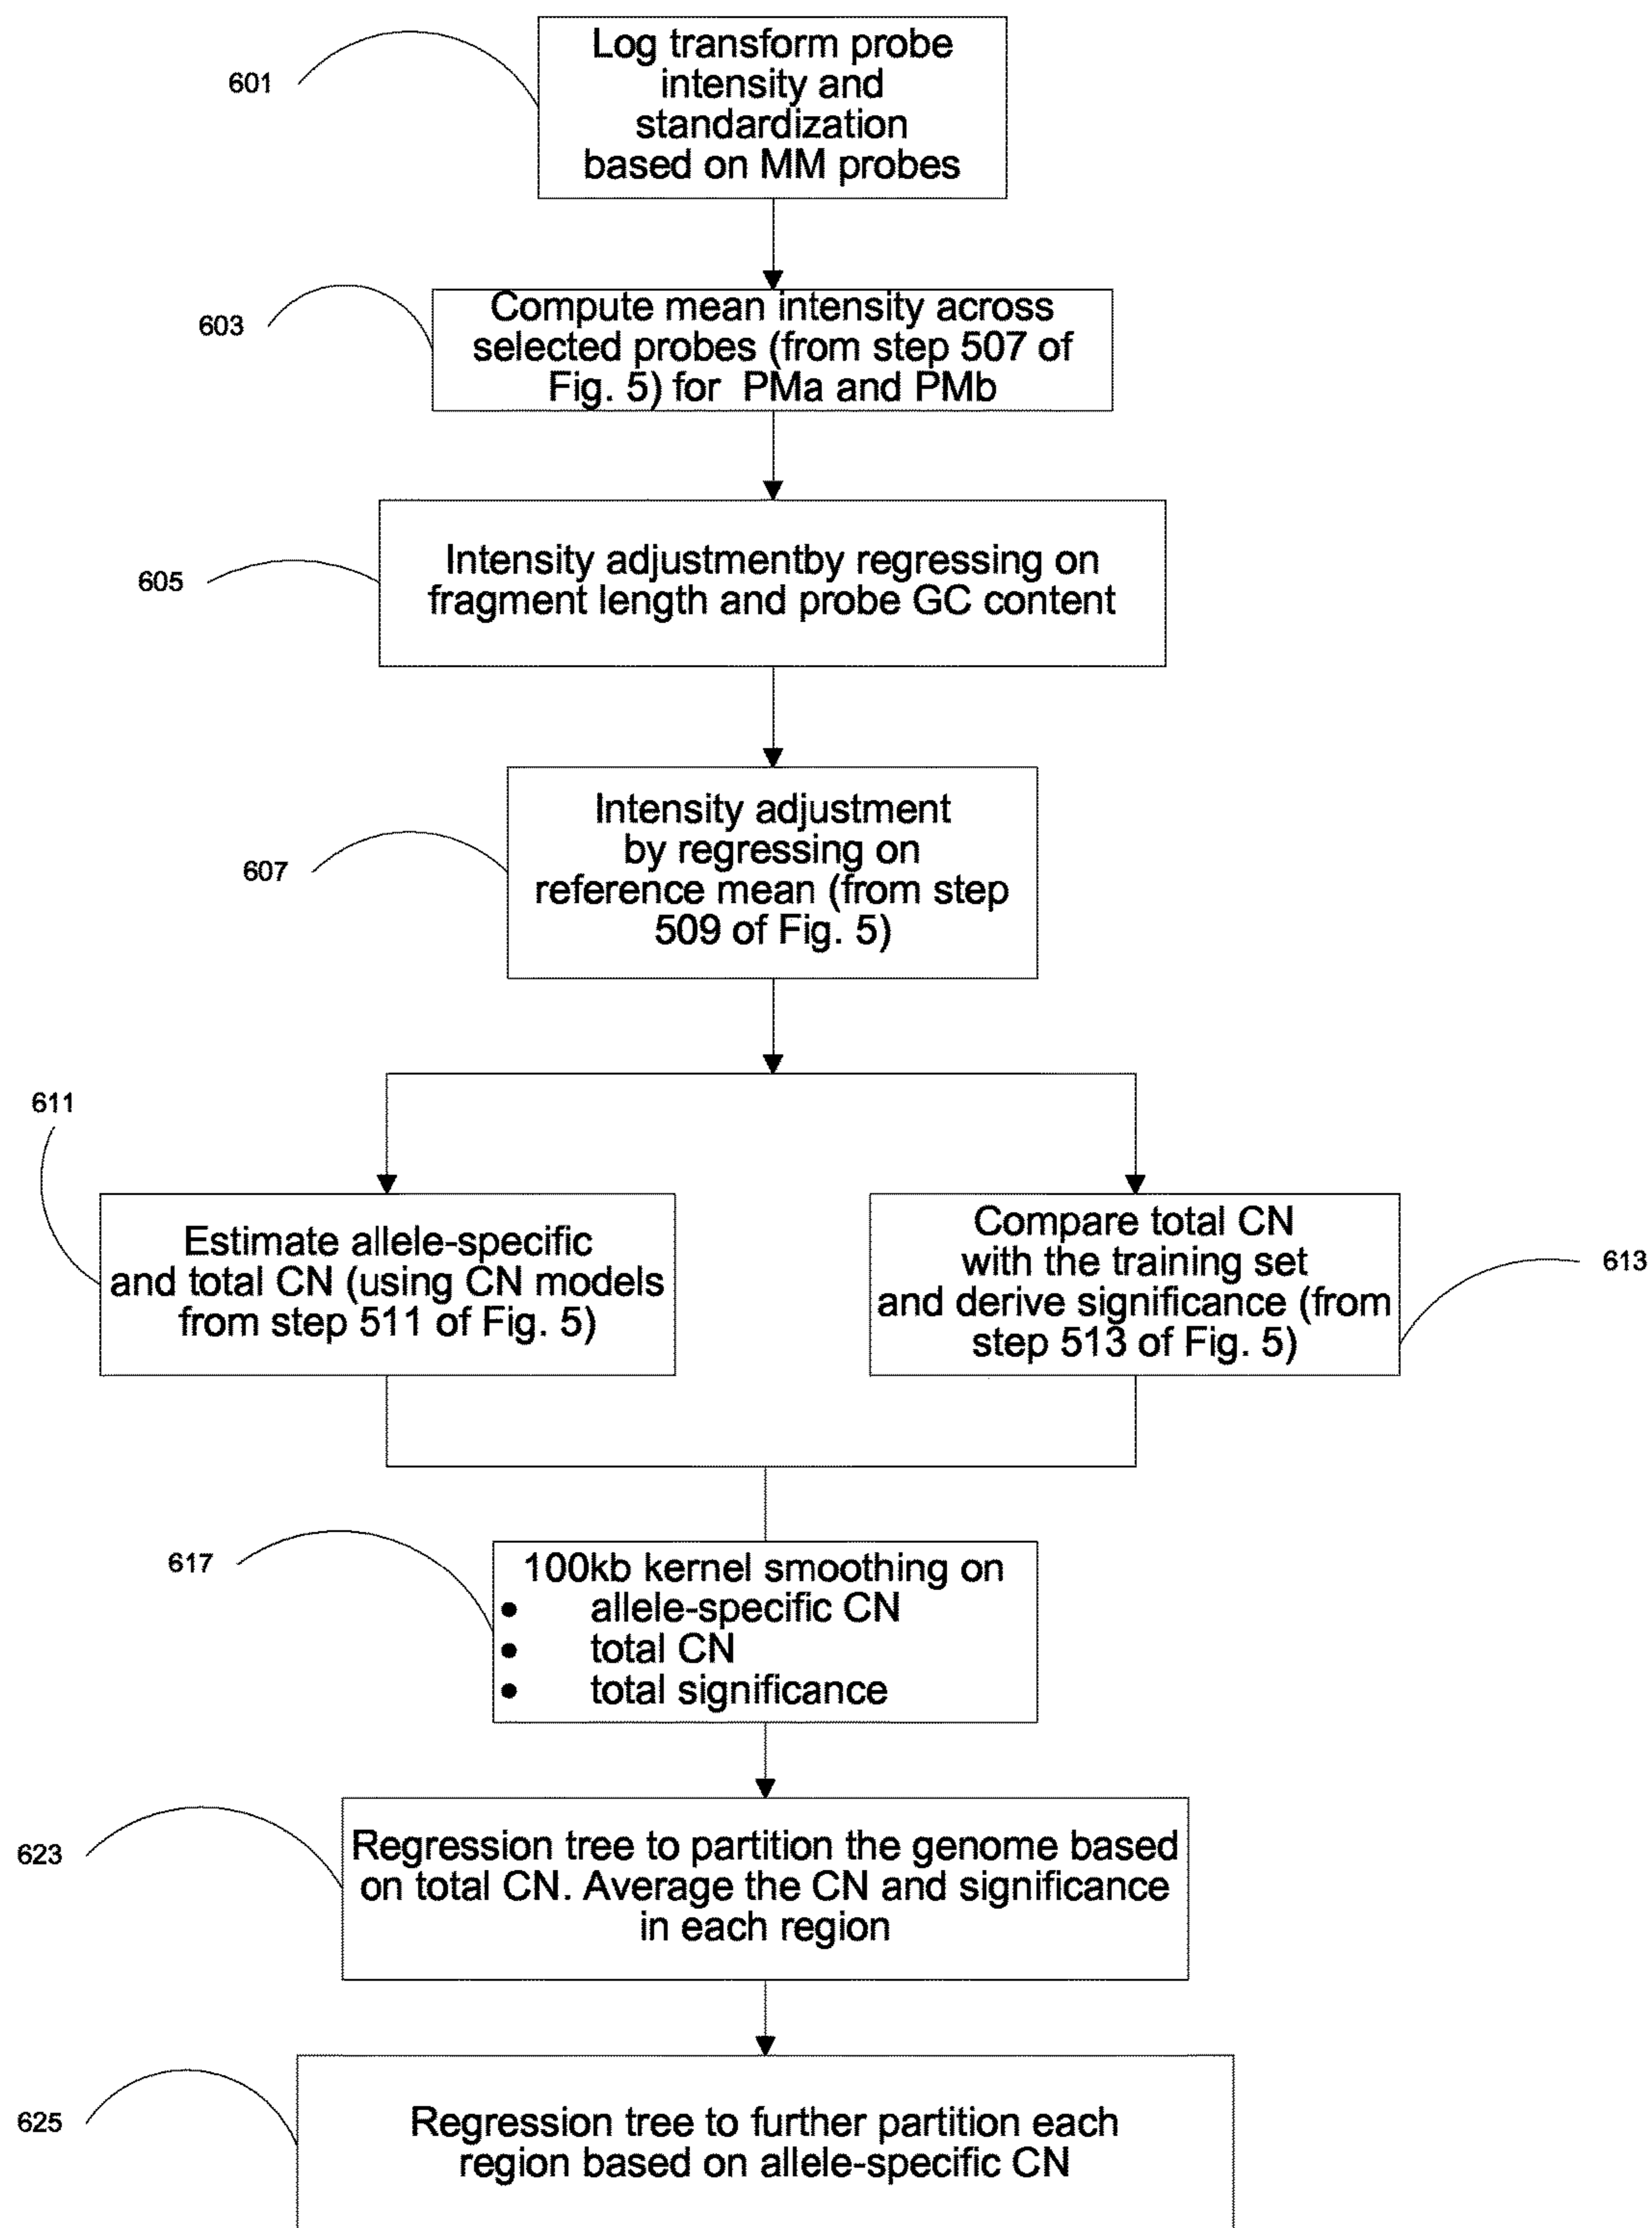 601
Log transform probe
intensity and
standardization
based on MM probes
603
Compute mean intensity across
selected probes (from step 507 of
Fig. 5) for PMa and PMb
605
Intensity adjustmentby regressing on
fragment length and probe GC content
607
Intensity adjustment
by regressing on
reference mean (from step
509 of Fig. 5)
611
Estimate allele-specific
and total CN (using CN models
from step 511 of Fig. 5)
Compare total CN
with the training set
and derive significance (from
step 513 of Fig. 5)
613
617
100kb kernel smoothing on
• allele-specific CN
• total CN
• total significance
623
Regression tree to partition the genome based
on total CN. Average the CN and significance
in each region
625
Regression tree to further partition each
region based on allele-specific CN